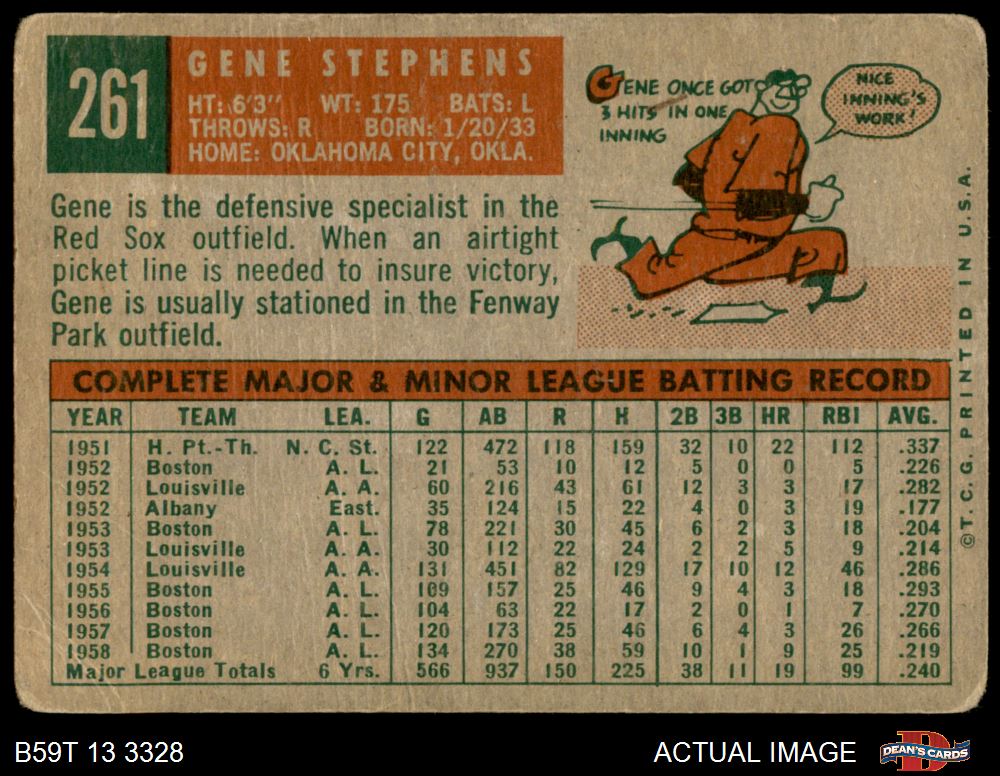 261
GENE STEPHENS
HT: 6'3" WT: 175 BATS: L
THROWS: R BORN: 1/20/33
HOME: OKLAHOMA CITY, OKLA.
GENE ONCE GOT
3 HITS IN ONE
INNING
NICE
INNING'S
WORK!
Gene is the defensive specialist in the
Red Sox outfield. When an airtight
picket line is needed to insure victory,
Gene is usually stationed in the Fenway
Park outfield.
COMPLETE MAJOR & MINOR LEAGUE BATTING RECORD
YEAR TEAM LEA. G AB R H 2B 3B HR RBI AVG.
1951 H. Pt.-Th. N. C. St. 122 472 118 159 32 10 22 112 .337
1952 Boston A. L. 21 53 10 12 5 0 0 5 .226
1952 Louisville A. A. 60 216 43 61 12 3 3 17 .282
1952 Albany East. 35 124 15 22 4 0 3 19 .177
1953 Boston A. L. 78 221 30 45 6 2 3 18 .204
1953 Louisville A. A. 30 112 22 24 2 2 5 9 .214
1954 Louisville A. A. 131 451 82 129 17 10 12 46 .286
1955 Boston A. L. 109 157 25 46 9 4 3 18 .293
1956 Boston A. L. 104 63 22 17 2 0 1 7 .270
1957 Boston A. L. 120 173 25 46 6 4 3 26 .266
1958 Boston A. L. 134 270 38 59 10 1 9 25 .219
Major League Totals 6 Yrs. 566 937 150 225 38 11 19 99 .240
©T. C. G. PRINTED IN U.S.A.
B59T 13 3328
ACTUAL IMAGE
D
DEAN'S CARDS